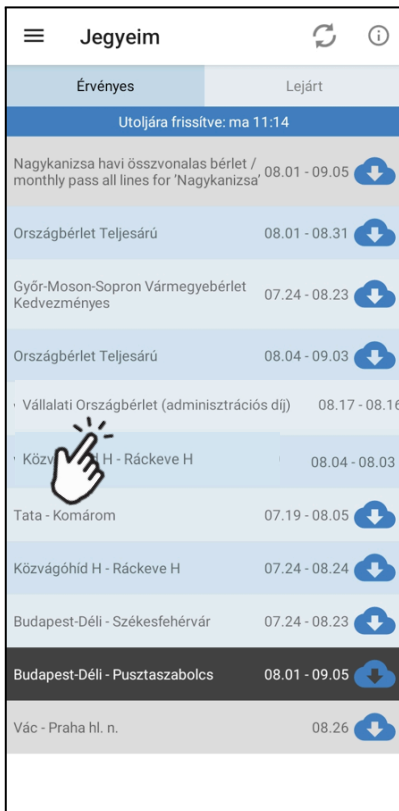 Jegyeim
Érvényes Lejárt
Utoljára frissítve: ma 11:14
Nagykanizsa havi összvonalas bérlet /
monthly pass all lines for 'Nagykanizsa'
08.01 - 09.05
Országbérlet Teljesárú 08.01 - 08.31
Győr-Moson-Sopron Vármegyebérlet
Kedvezményes
07.24 - 08.23
Országbérlet Teljesárú 08.04 - 09.03
Vállalati Országbérlet (adminisztrációs díj) 08.17 - 08.16
H - Ráckeve H 08.04 - 08.03
Tata - Komárom 07.19 - 08.05
Közvágóhíd H - Ráckeve H 07.24 - 08.24
Budapest-Déli - Székesfehérvár 07.24 - 08.23
Budapest-Déli - Pusztaszabolcs 08.01 - 09.05
Vác - Praha hl. n. 08.26